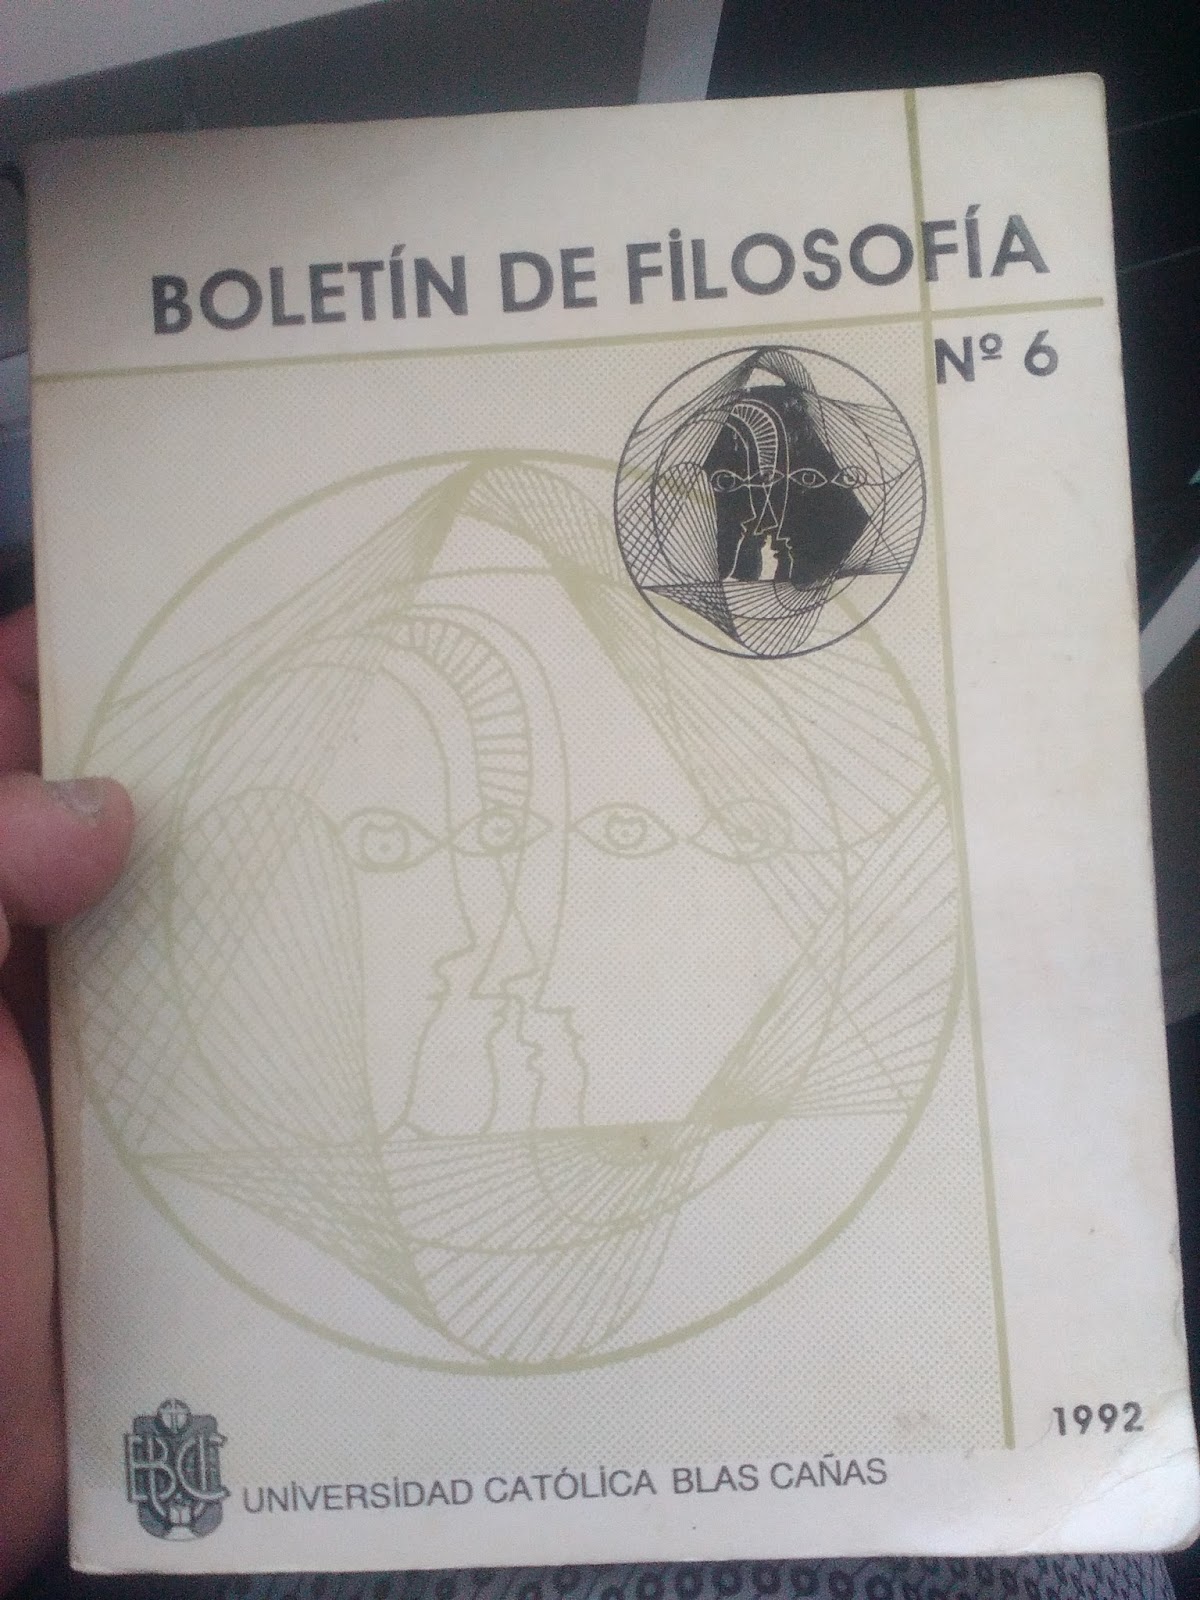 BOLETÍN DE FILOSOFÍA
Nº 6
1992
UNIVERSIDAD CATÓLICA BLAS CAÑAS